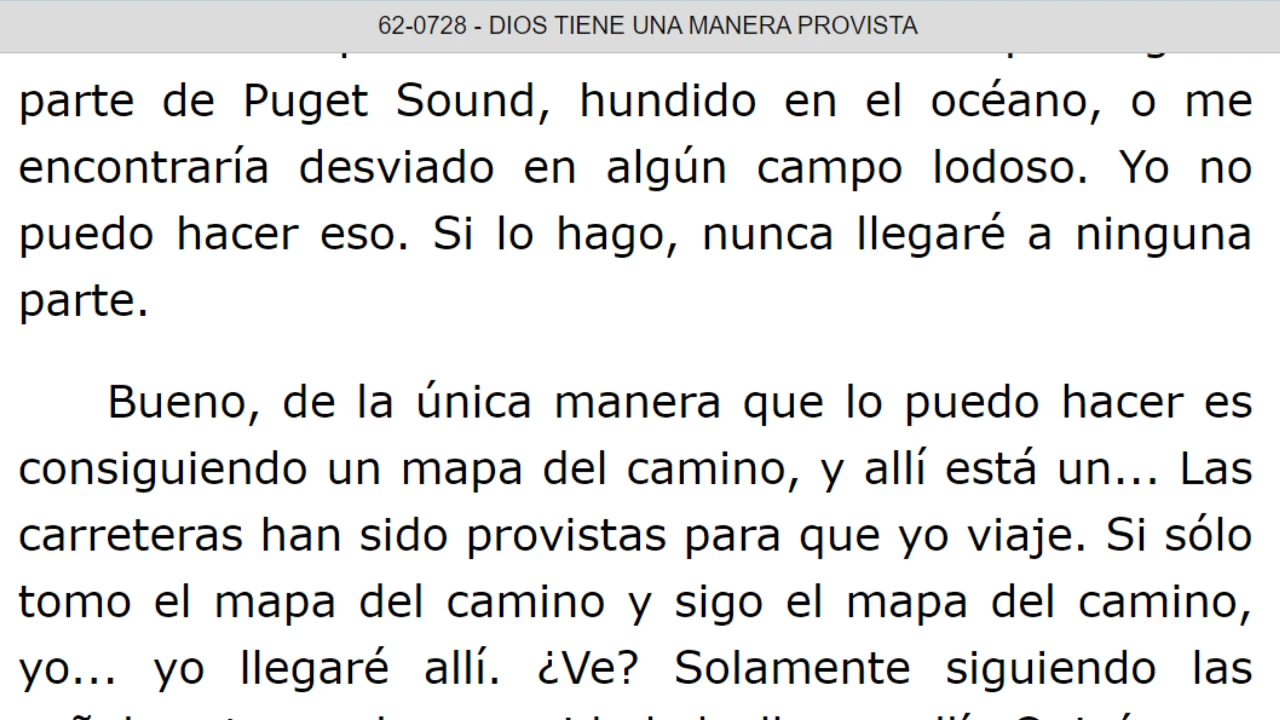 62-0728 - DIOS TIENE UNA MANERA PROVISTA
parte de Puget Sound, hundido en el océano, o me
encontraría desviado en algún campo lodoso. Yo no
puedo hacer eso. Si lo hago, nunca llegaré a ninguna
parte.
Bueno, de la única manera que lo puedo hacer es
consiguiendo un mapa del camino, y allí está un... Las
carreteras han sido provistas para que yo viaje. Si sólo
tomo el mapa del camino y sigo el mapa del camino,
yo... yo llegaré allí. ¿Ve? Solamente siguiendo las